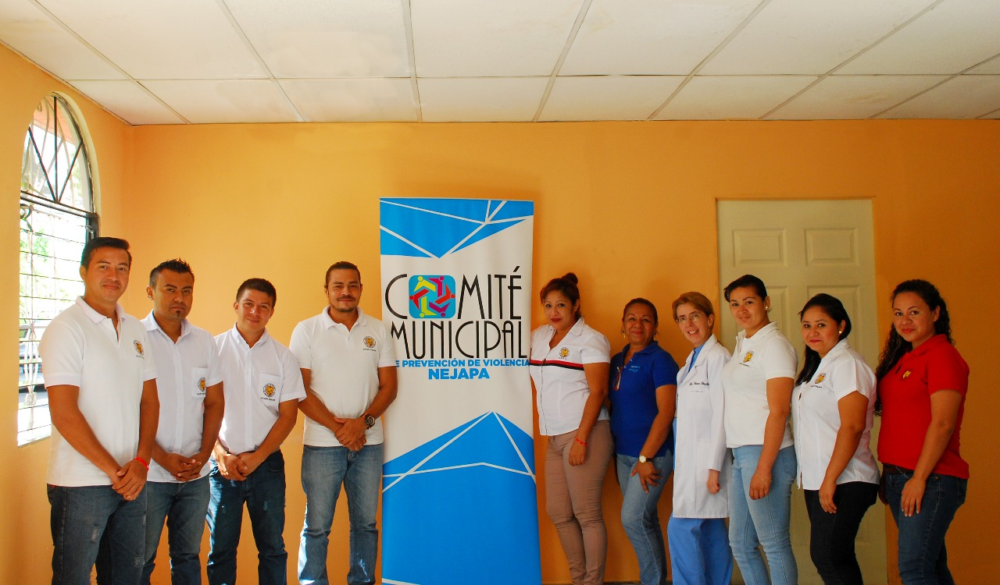 COMITÉ
MUNICIPAL
E PREVENCIÓN DE VIOLENCIA
NEJAPA